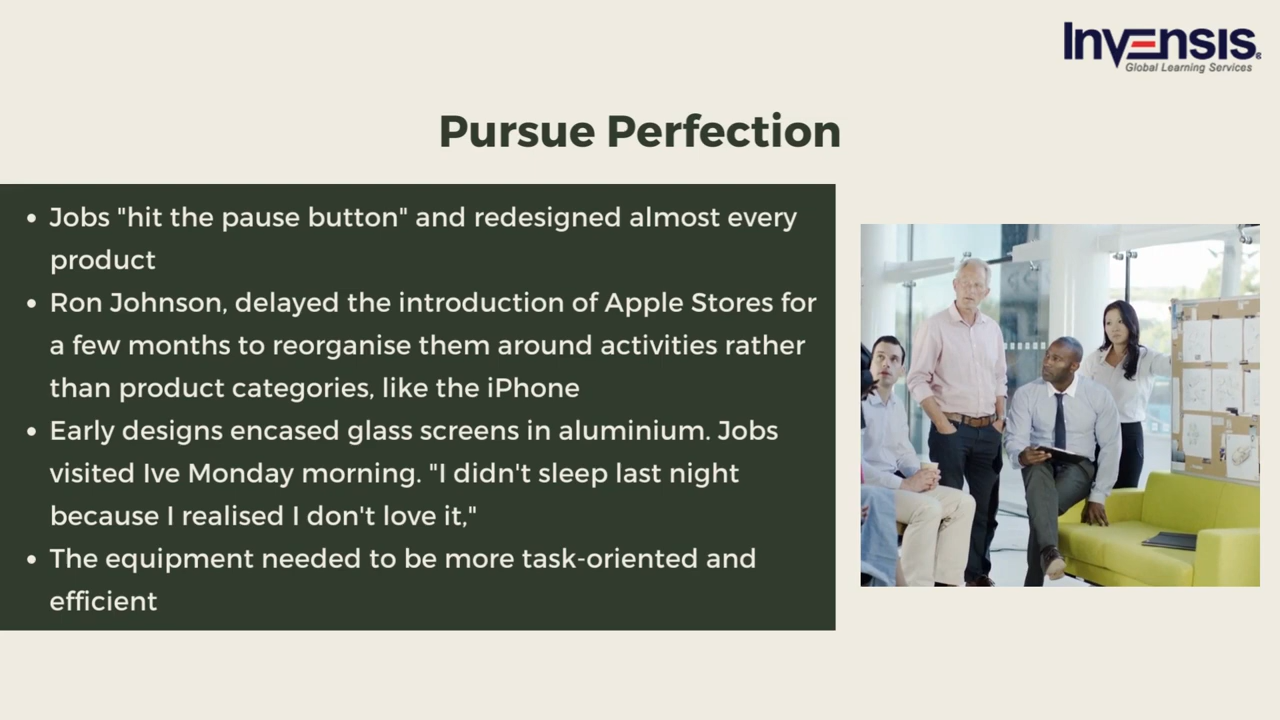 Invensis
Global Learning Services
Pursue Perfection
• Jobs "hit the pause button" and redesigned almost every
product
• Ron Johnson, delayed the introduction of Apple Stores for
a few months to reorganise them around activities rather
than product categories, like the iPhone
• Early designs encased glass screens in aluminium. Jobs
visited Ive Monday morning. "I didn't sleep last night
because I realised I don't love it,"
• The equipment needed to be more task-oriented and
efficient